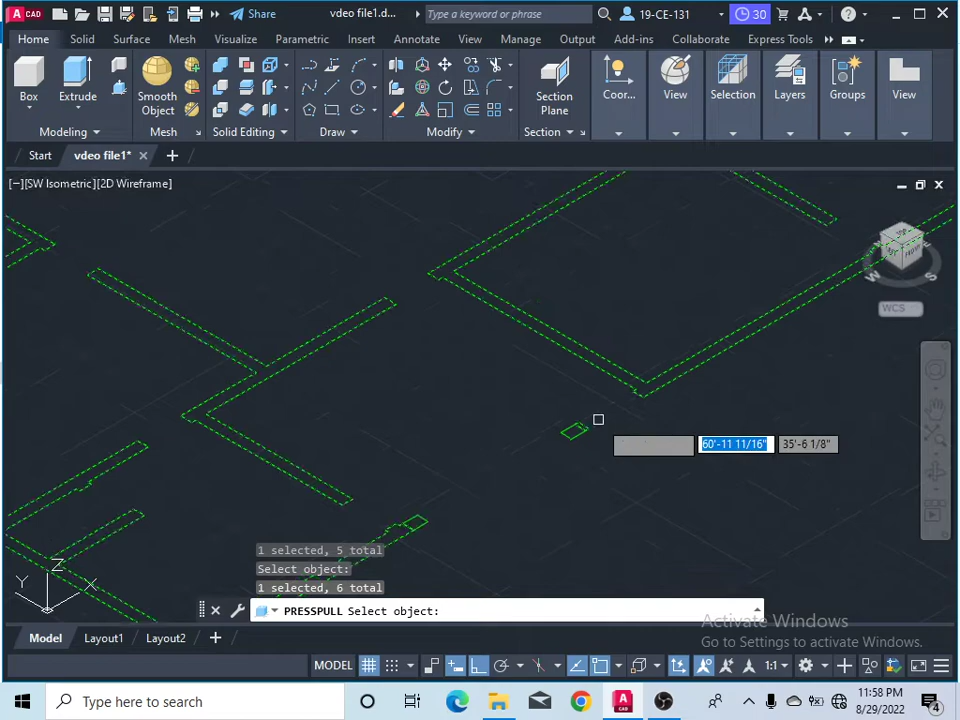 A CAD Share vdeo file1.d... Type a keyword or phrase 19-CE-131 30
Home Solid Surface Mesh Visualize Parametric Insert Annotate View Manage Output Add-ins Collaborate Express Tools
Box Extrude Smooth Object Section Plane Coor... View Selection Layers Groups View
Modeling Mesh Solid Editing Draw Modify Section
Start vdeo file1*
[−][SW Isometric][2D Wireframe]
W S
WCS
60'-11 11/16" 35'-6 1/8"
1 selected, 5 total
Select object:
1 selected, 6 total
Z
Y X
PRESSPULL Select object:
Activate Windows
Go to Settings to activate Windows.
Model Layout1 Layout2
MODEL 1:1
Type here to search
11:58 PM
8/29/2022
4